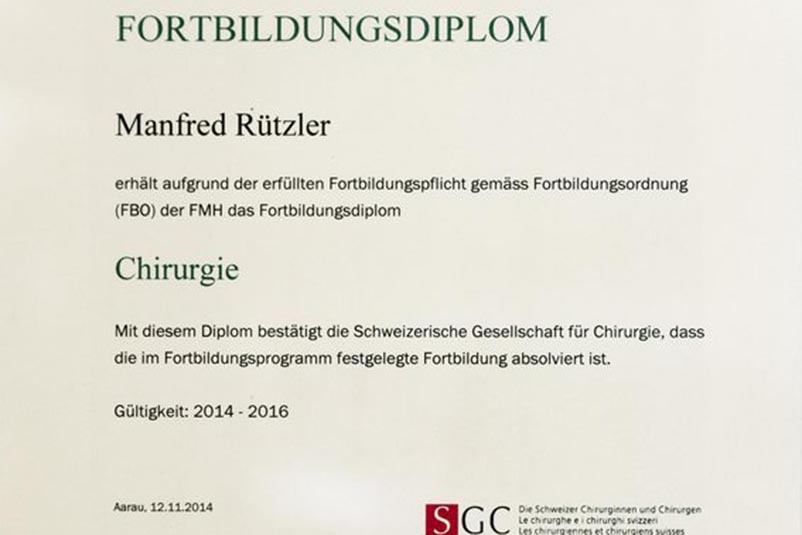 FORTBILDUNGSDIPLOM
Manfred Rützler
erhält aufgrund der erfüllten Fortbildungspflicht gemäss Fortbildungsordnung
(FBO) der FMH das Fortbildungsdiplom
Chirurgie
Mit diesem Diplom bestätigt die Schweizerische Gesellschaft für Chirurgie, dass
die im Fortbildungsprogramm festgelegte Fortbildung absolviert ist.
Gültigkeit: 2014 - 2016
Aarau, 12.11.2014
SGC
Die Schweizer Chirurginnen und Chirurgen
Le chirurghe e i chirurghi svizzeri
Les chirurgiennes et chirurgiens suisses